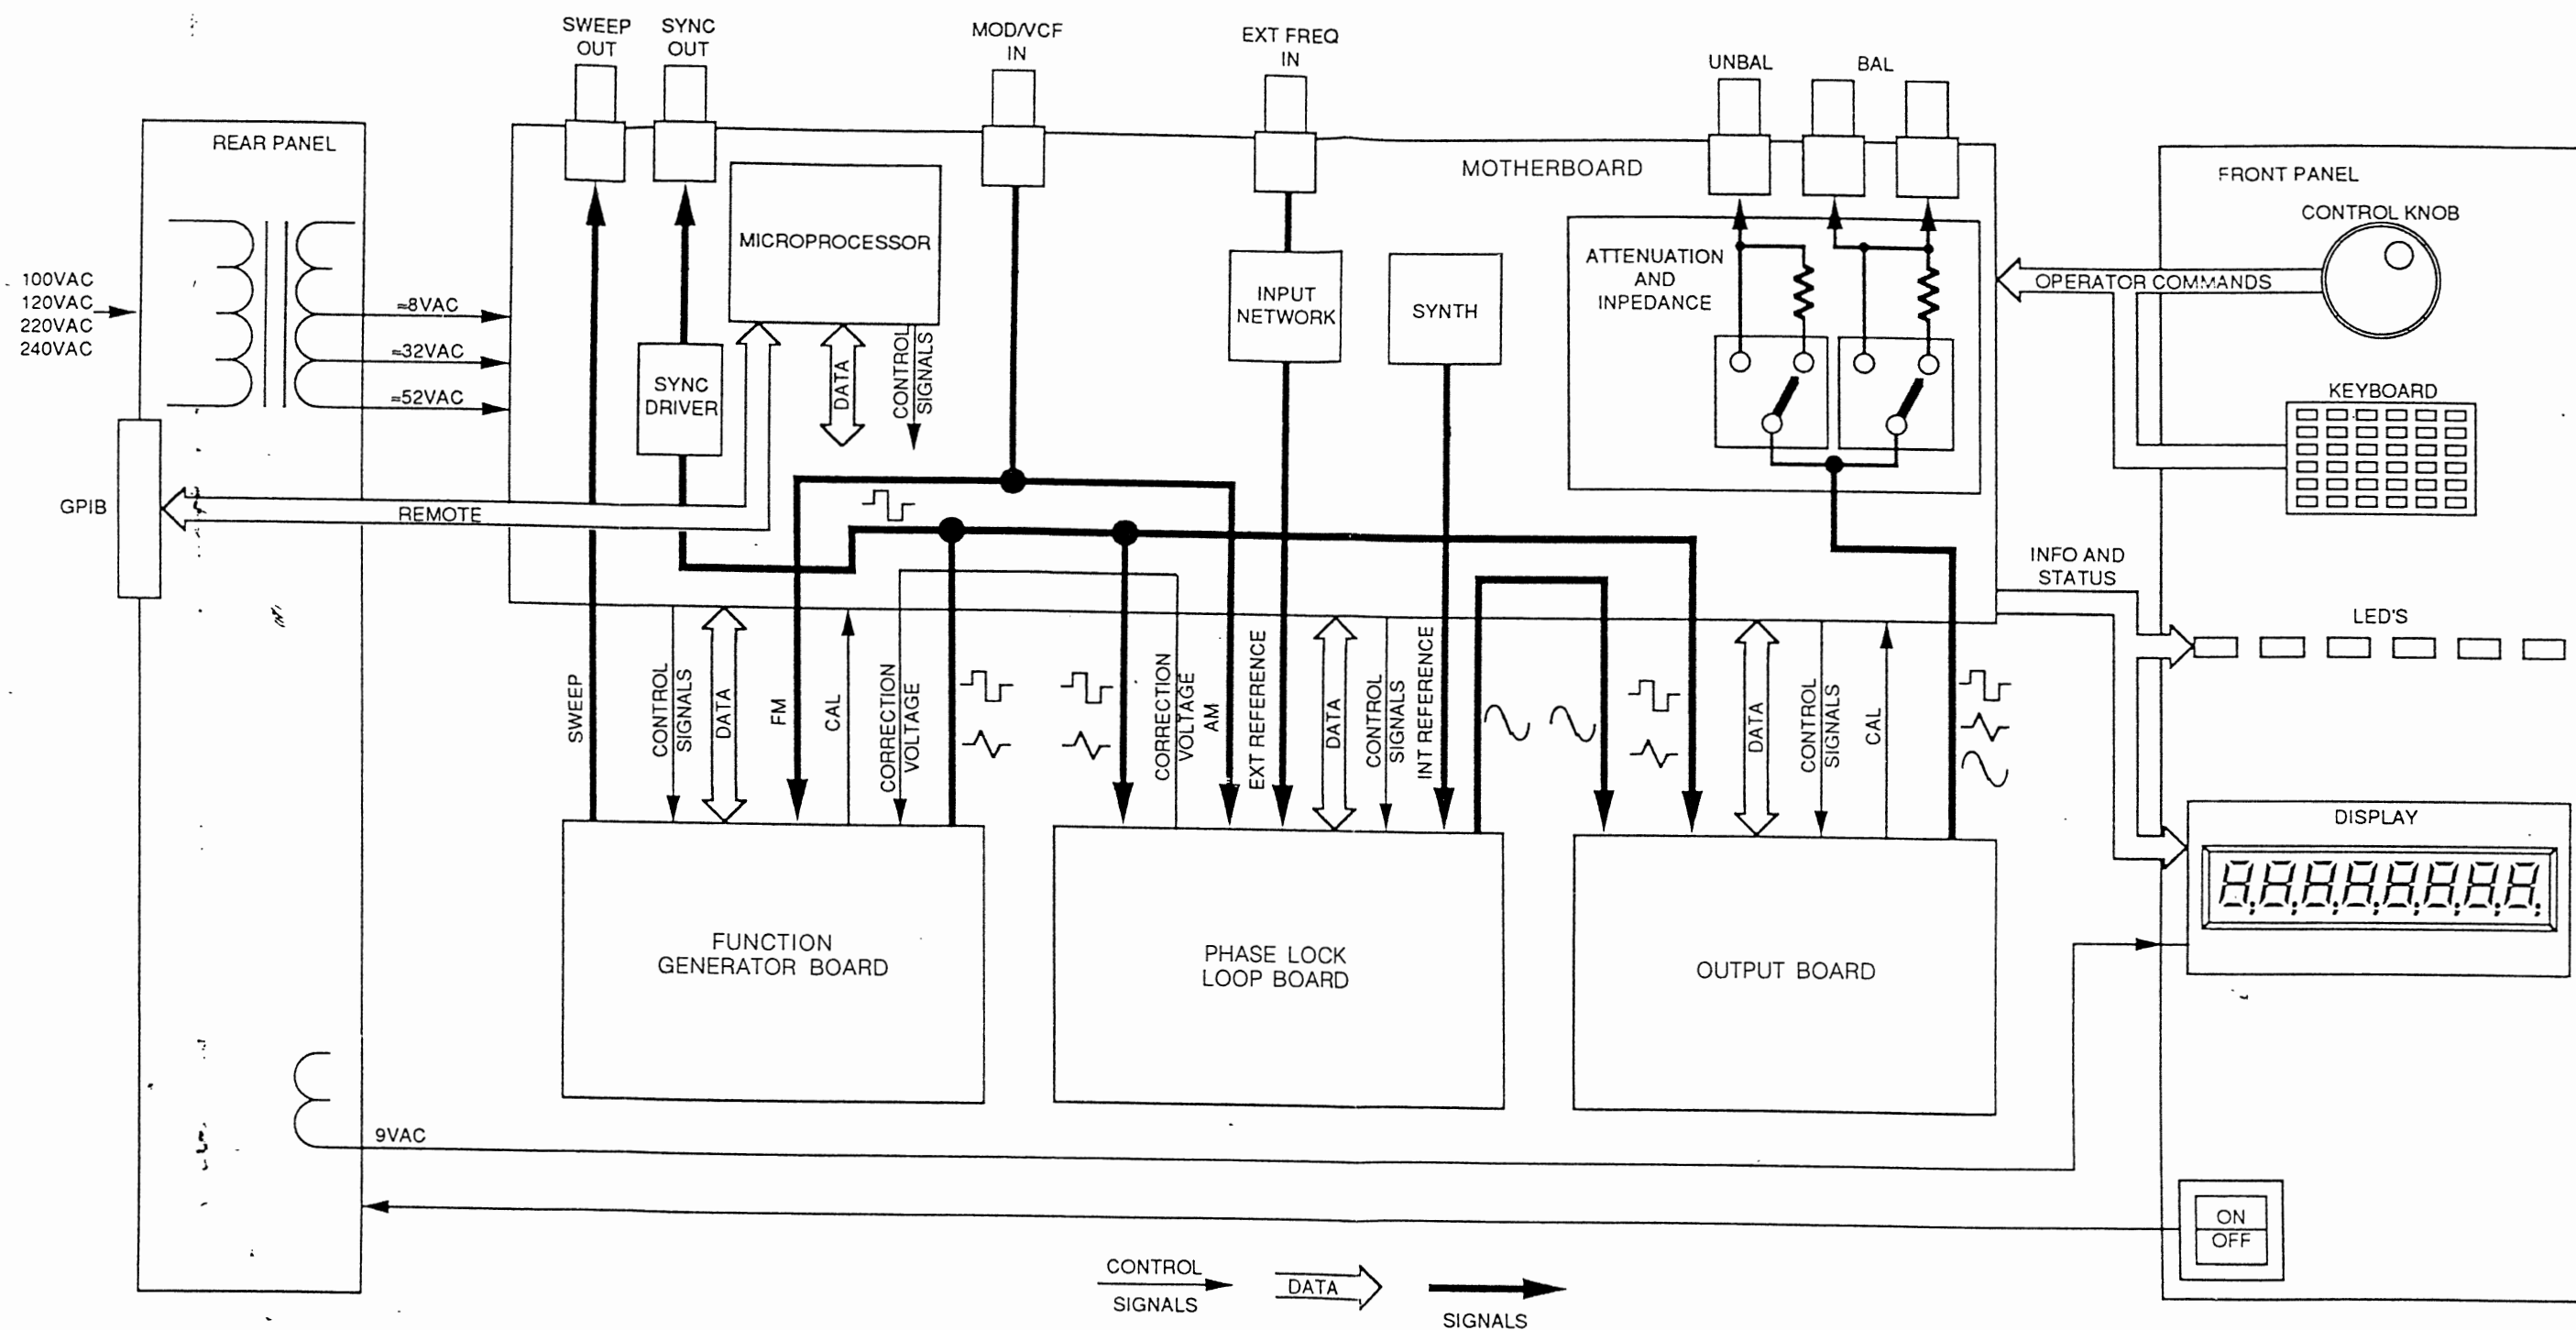 SWEEP
OUT
SYNC
OUT
MOD/VCF
IN
EXT FREQ
IN
UNBAL
BAL
REAR PANEL
MOTHERBOARD
FRONT PANEL
CONTROL KNOB
MICROPROCESSOR
ATTENUATION
AND
INPEDANCE
INPUT
NETWORK
SYNTH
OPERATOR COMMANDS
100VAC
120VAC
220VAC
240VAC
≈8VAC
≈32VAC
≈52VAC
SYNC
DRIVER
DATA
CONTROL
SIGNALS
KEYBOARD
GPIB
REMOTE
INFO AND
STATUS
LED'S
SWEEP
CONTROL
SIGNALS
DATA
FM
CAL
CORRECTION
VOLTAGE
CORRECTION
VOLTAGE
AM
EXT REFERENCE
DATA
CONTROL
SIGNALS
INT REFERENCE
DATA
CONTROL
SIGNALS
CAL
DISPLAY
FUNCTION
GENERATOR BOARD
PHASE LOCK
LOOP BOARD
OUTPUT BOARD
9VAC
ON
OFF
CONTROL
SIGNALS
DATA
SIGNALS